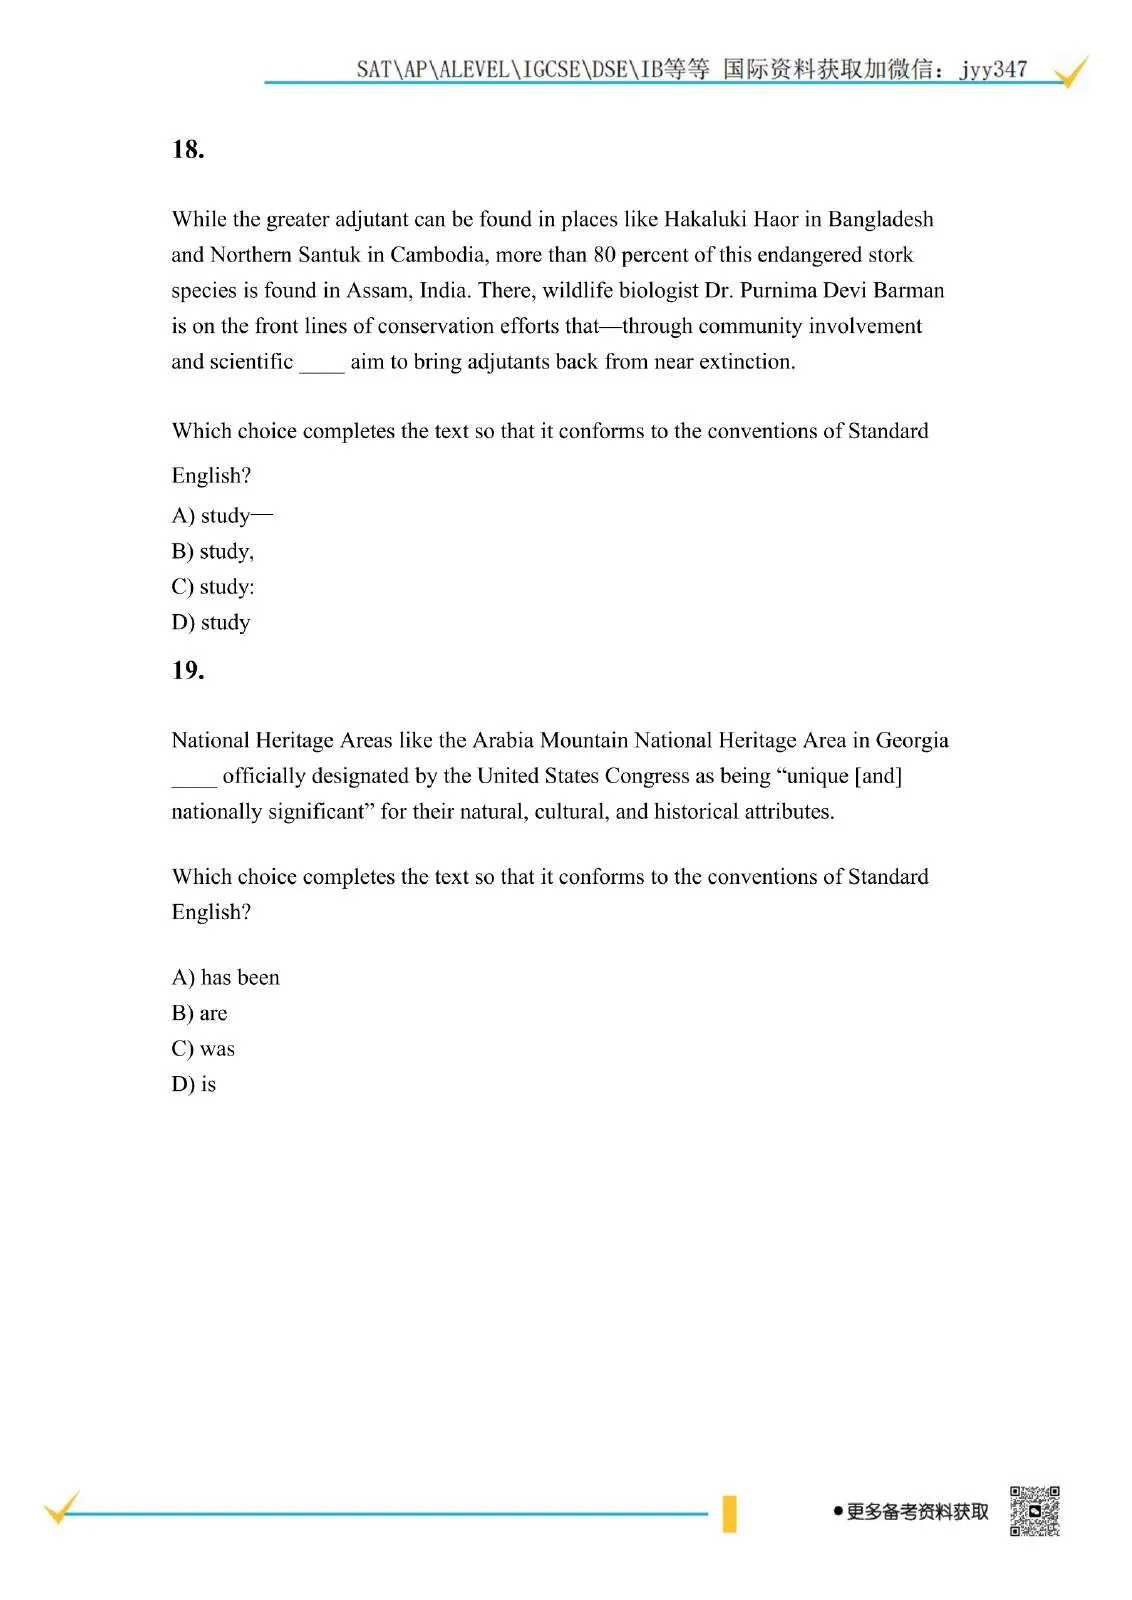 SAT\AP\ALEVEL\IGCSE\DSE\IB等等 国际资料获取加微信：jyy347
18.
While the greater adjutant can be found in places like Hakaluki Haor in Bangladesh
and Northern Santuk in Cambodia, more than 80 percent of this endangered stork
species is found in Assam, India. There, wildlife biologist Dr. Purnima Devi Barman
is on the front lines of conservation efforts that—through community involvement
and scientific ____ aim to bring adjutants back from near extinction.
Which choice completes the text so that it conforms to the conventions of Standard
English?
A) study—
B) study,
C) study:
D) study
19.
National Heritage Areas like the Arabia Mountain National Heritage Area in Georgia
____ officially designated by the United States Congress as being “unique [and]
nationally significant” for their natural, cultural, and historical attributes.
Which choice completes the text so that it conforms to the conventions of Standard
English?
A) has been
B) are
C) was
D) is
●更多备考资料获取